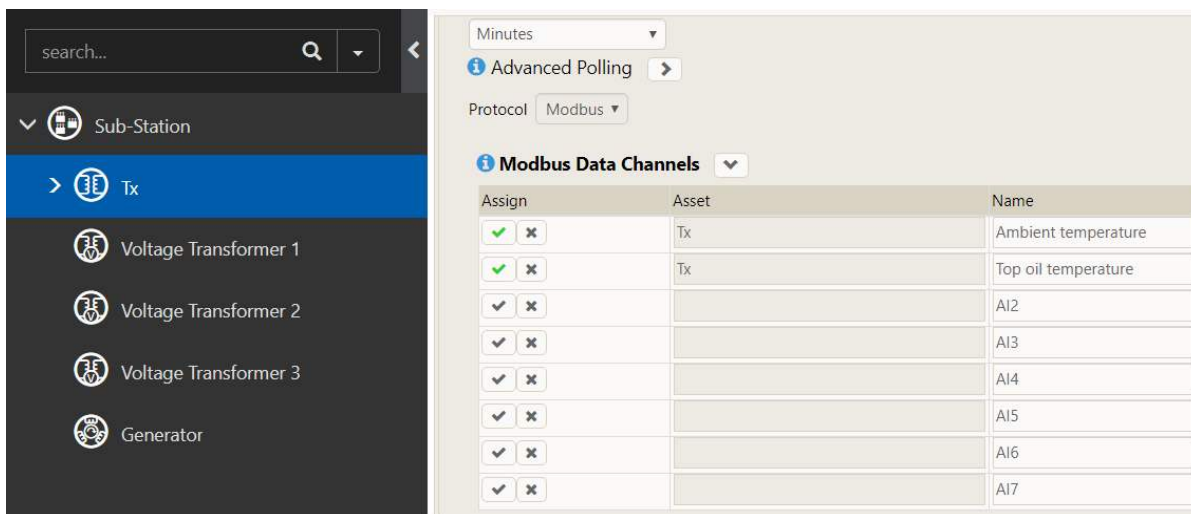 search...
Sub-Station
Tx
Voltage Transformer 1
Voltage Transformer 2
Voltage Transformer 3
Generator
Minutes
Advanced Polling
Protocol Modbus
Modbus Data Channels
Assign Asset Name
Tx Ambient temperature
Tx Top oil temperature
AI2
AI3
AI4
AI5
AI6
AI7